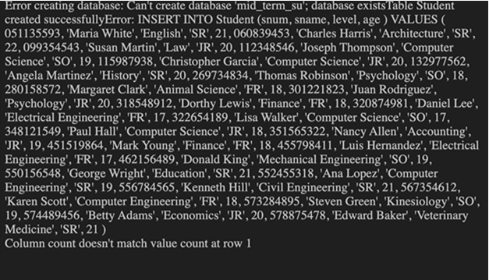 Error creating database: Can't create database 'mid_term_su'; database existsTable Student
created successfullyError: INSERT INTO Student (snum, sname, level, age ) VALUES (
051135593, 'Maria White', 'English', 'SR', 21, 060839453, 'Charles Harris', 'Architecture', 'SR',
22, 099354543, 'Susan Martin', 'Law', 'JR', 20, 112348546, 'Joseph Thompson', 'Computer
Science', 'SO', 19, 115987938, 'Christopher Garcia', 'Computer Science', 'JR', 20, 132977562,
'Angela Martinez', 'History', 'SR', 20, 269734834, 'Thomas Robinson', 'Psychology', 'SO', 18,
280158572, 'Margaret Clark', 'Animal Science', 'FR', 18, 301221823, 'Juan Rodriguez',
'Psychology', 'JR', 20, 318548912, 'Dorthy Lewis', 'Finance', 'FR', 18, 320874981, 'Daniel Lee',
'Electrical Engineering', 'FR', 17, 322654189, 'Lisa Walker', 'Computer Science', 'SO', 17,
348121549, 'Paul Hall', 'Computer Science', 'JR', 18, 351565322, 'Nancy Allen', 'Accounting',
'JR', 19, 451519864, 'Mark Young', 'Finance', 'FR', 18, 455798411, 'Luis Hernandez', 'Electrical
Engineering', 'FR', 17, 462156489, 'Donald King', 'Mechanical Engineering', 'SO', 19,
550156548, 'George Wright', 'Education', 'SR', 21, 552455318, 'Ana Lopez', 'Computer
Engineering', 'SR', 19, 556784565, 'Kenneth Hill', 'Civil Engineering', 'SR', 21, 567354612,
'Karen Scott', 'Computer Engineering', 'FR', 18, 573284895, 'Steven Green', 'Kinesiology', 'SO',
19, 574489456, 'Betty Adams', 'Economics', 'JR', 20, 578875478, 'Edward Baker', 'Veterinary
Medicine', 'SR', 21 )
Column count doesn't match value count at row 1